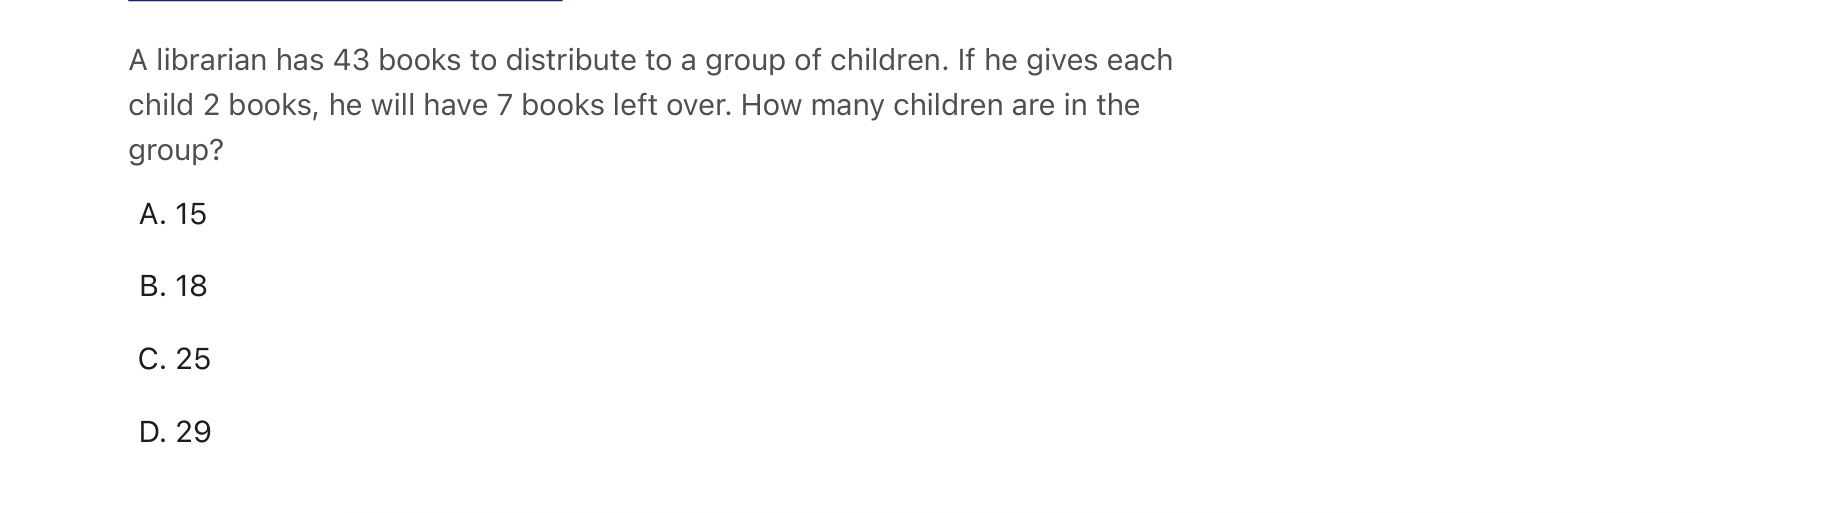 A librarian has 43 books to distribute to a group of children. If he gives each
child 2 books, he will have 7 books left over. How many children are in the
group?
A. 15
B. 18
C. 25
D. 29